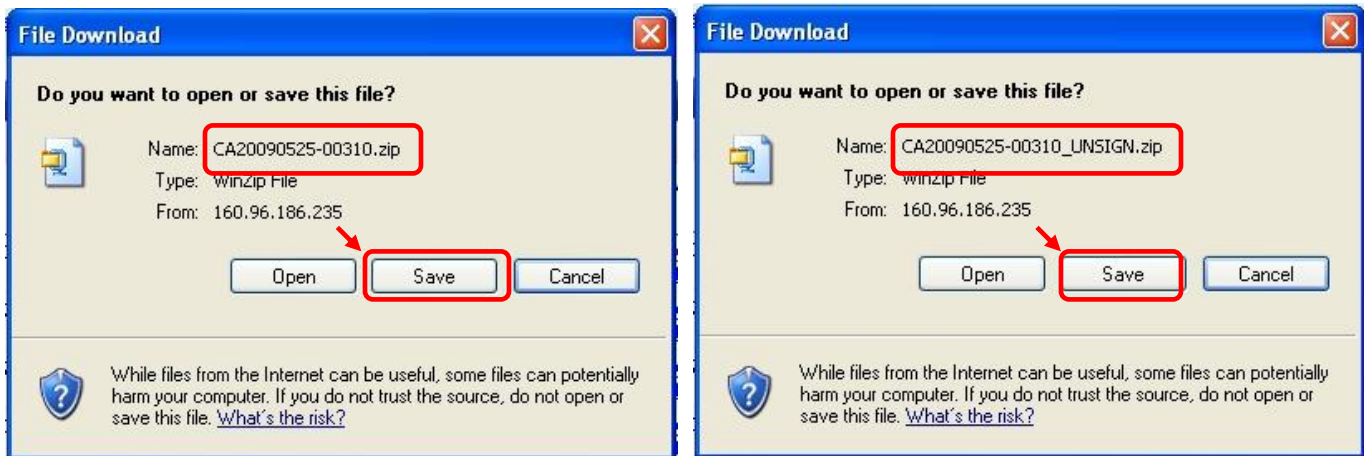 File Download
Do you want to open or save this file?
Name: CA20090525-00310.zip
Type: WinZip File
From: 160.96.186.235
Open Save Cancel
While files from the Internet can be useful, some files can potentially
harm your computer. If you do not trust the source, do not open or
save this file. What's the risk?
File Download
Do you want to open or save this file?
Name: CA20090525-00310_UNSIGN.zip
Type: WinZip File
From: 160.96.186.235
Open Save Cancel
While files from the Internet can be useful, some files can potentially
harm your computer. If you do not trust the source, do not open or
save this file. What's the risk?